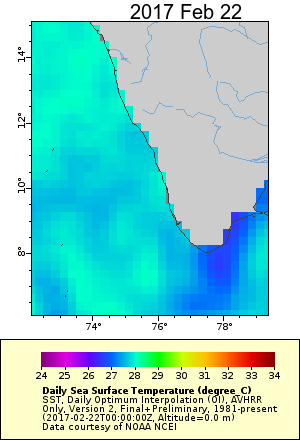 2017 Feb 22
14°
12°
10°
8°
74° 76° 78°
24 25 26 27 28 29 30 31 32 33 34
Daily Sea Surface Temperature (degree_C)
SST, Daily Optimum Interpolation (OI), AVHRR
Only, Version 2, Final+Preliminary, 1981-present
(2017-02-22T00:00:00Z, Altitude=0.0 m)
Data courtesy of NOAA NCEI